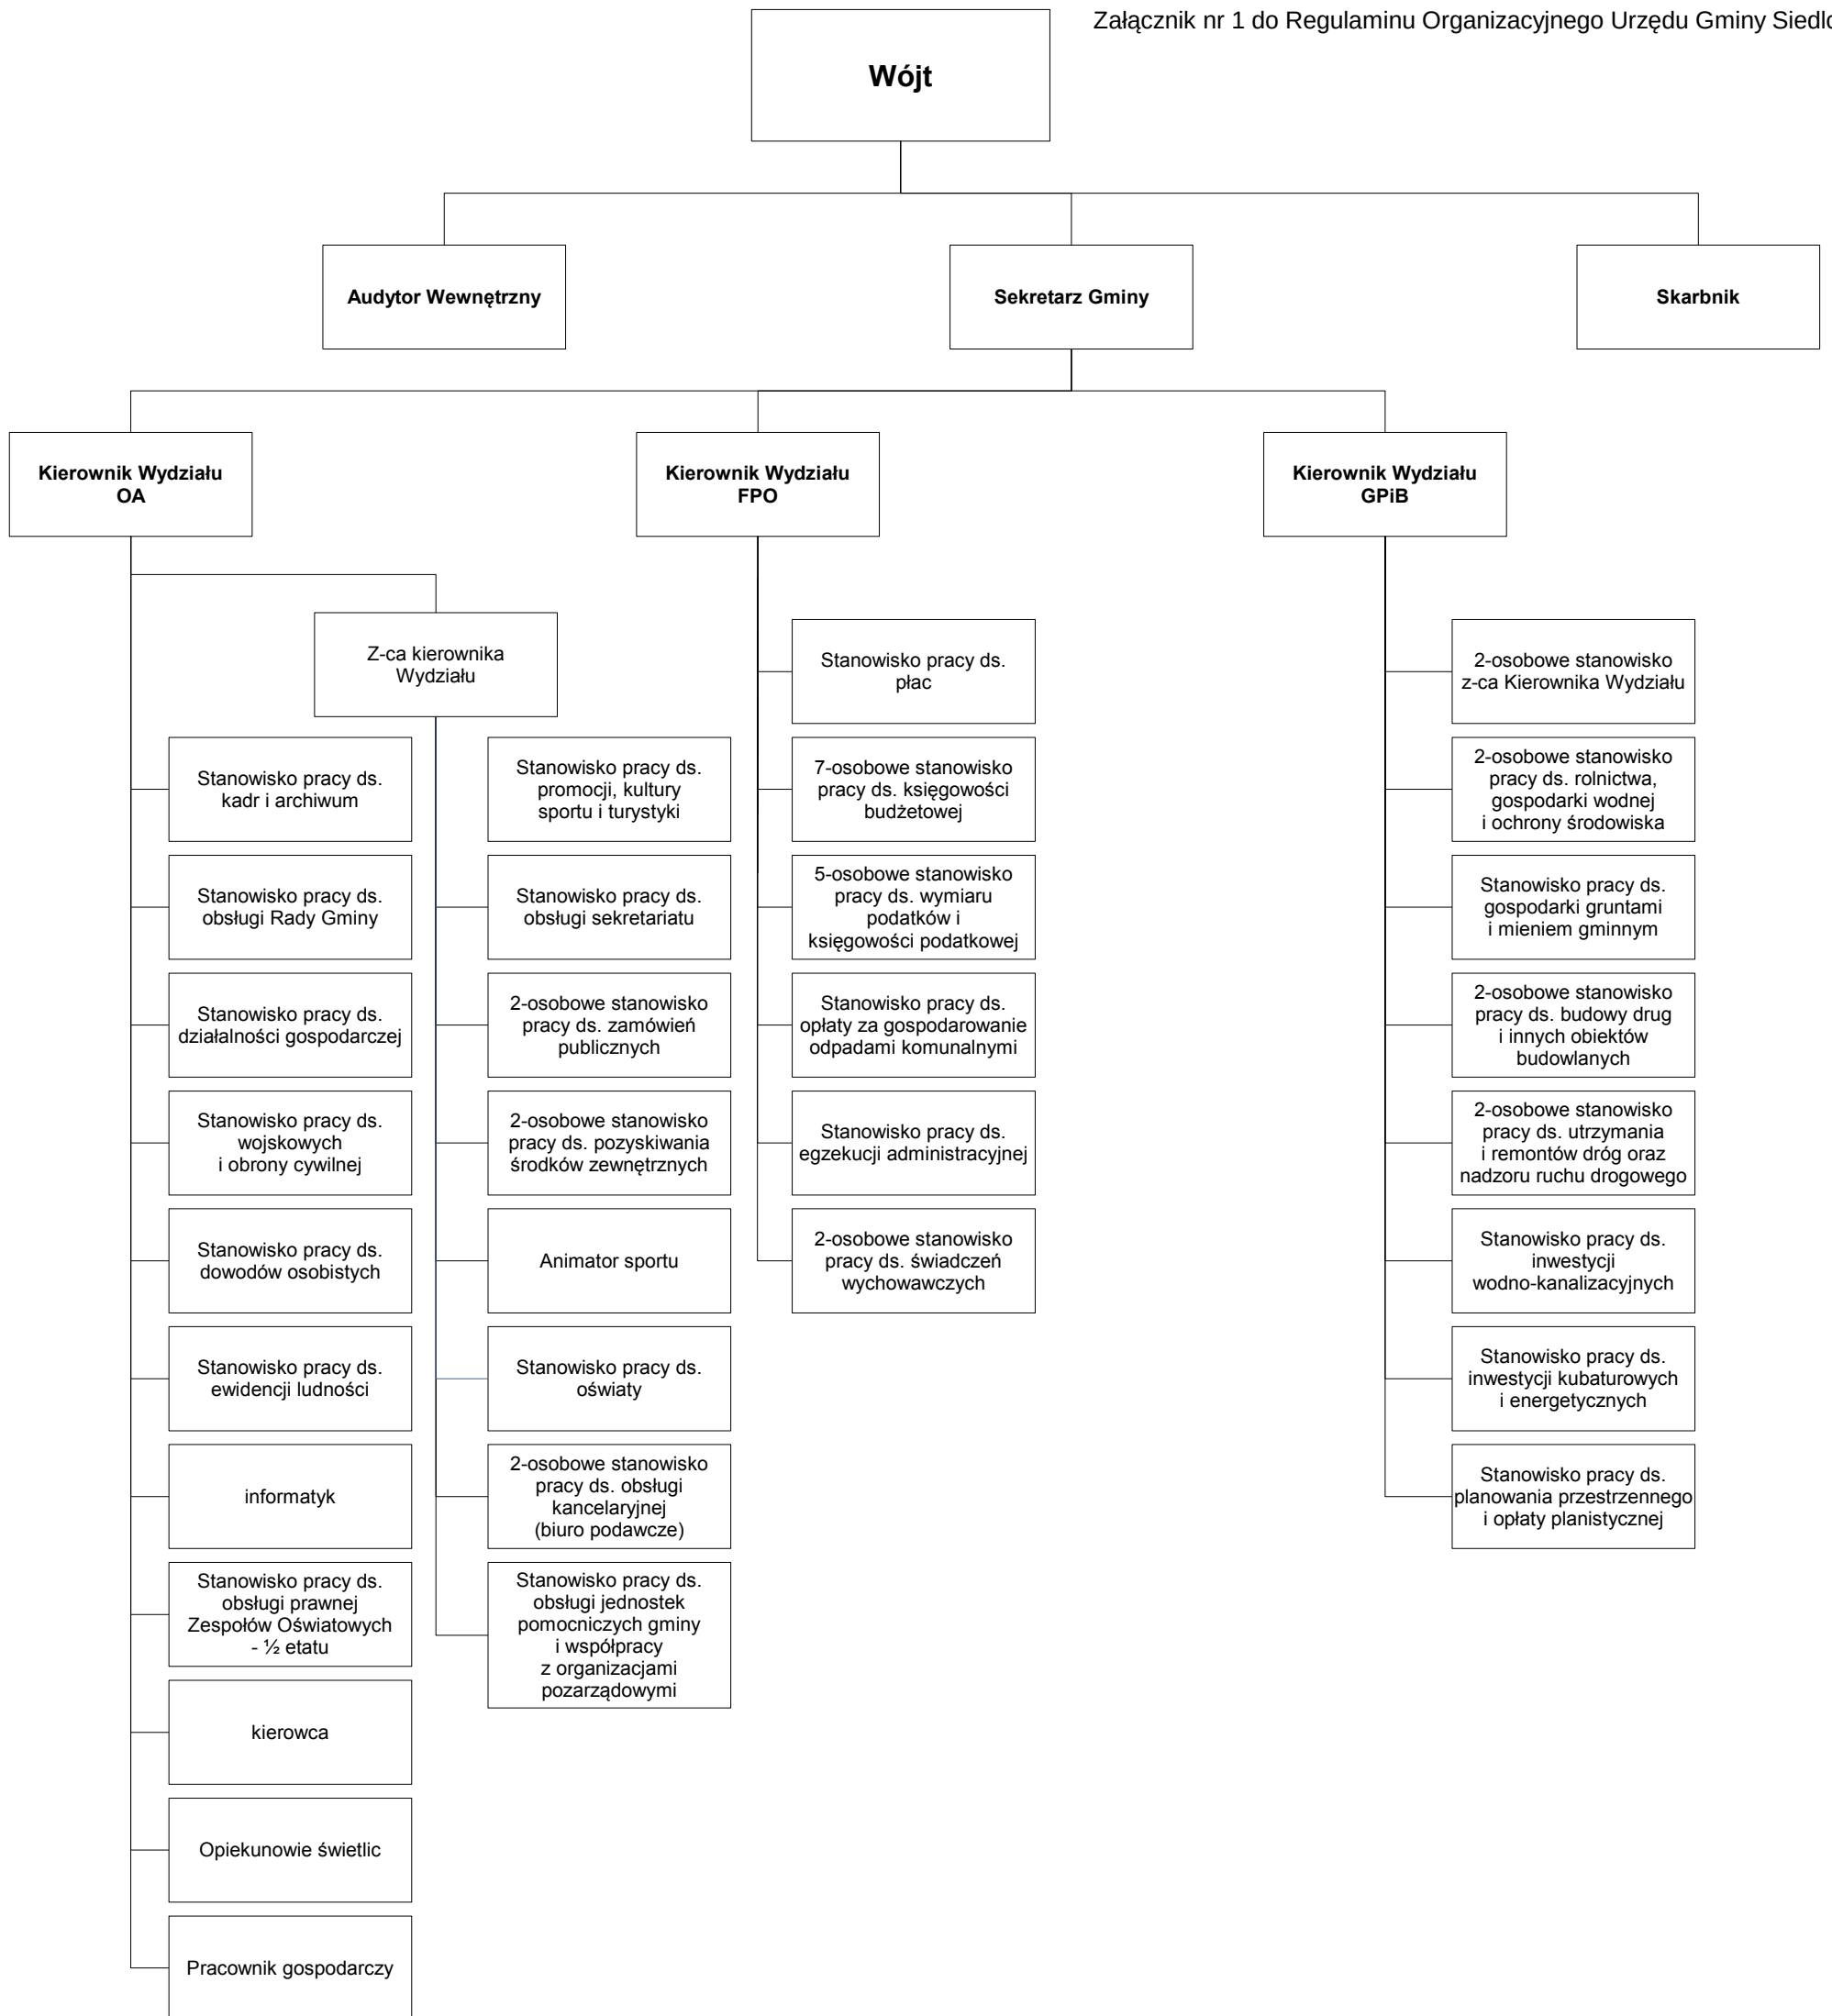 Załącznik nr 1 do Regulaminu Organizacyjnego Urzędu Gminy
Wójt
Audytor Wewnętrzny
Sekretarz Gminy
Skarbnik
Kierownik Wydziału
OA
Kierownik Wydziału
FPO
Kierownik Wydziału
GPiB
Z-ca kierownika
Wydziału
Stanowisko pracy ds.
kadr i archiwum
Stanowisko pracy ds.
obsługi Rady Gminy
Stanowisko pracy ds.
działalności gospodarczej
Stanowisko pracy ds.
wojskowych
i obrony cywilnej
Stanowisko pracy ds.
dowodów osobistych
Stanowisko pracy ds.
ewidencji ludności
informatyk
Stanowisko pracy ds.
obsługi prawnej
Zespołów Oświatowych
- ½ etatu
kierowca
Opiekunowie świetlic
Pracownik gospodarczy
Stanowisko pracy ds.
promocji, kultury
sportu i turystyki
Stanowisko pracy ds.
obsługi sekretariatu
2-osobowe stanowisko
pracy ds. zamówień
publicznych
2-osobowe stanowisko
pracy ds. pozyskiwania
środków zewnętrznych
Animator sportu
Stanowisko pracy ds.
oświaty
2-osobowe stanowisko
pracy ds. obsługi
kancelaryjnej
(biuro podawcze)
Stanowisko pracy ds.
obsługi jednostek
pomocniczych gminy
i współpracy
z organizacjami
pozarządowymi
Stanowisko pracy ds.
płac
7-osobowe stanowisko
pracy ds. księgowości
budżetowej
5-osobowe stanowisko
pracy ds. wymiaru
podatków i
księgowości podatkowej
Stanowisko pracy ds.
opłaty za gospodarowanie
odpadami komunalnymi
Stanowisko pracy ds.
egzekucji administracyjnej
2-osobowe stanowisko
pracy ds. świadczeń
wychowawczych
2-osobowe stanowisko
z-ca Kierownika Wydziału
2-osobowe stanowisko
pracy ds. rolnictwa,
gospodarki wodnej
i ochrony środowiska
Stanowisko pracy ds.
gospodarki gruntami
i mieniem gminnym
2-osobowe stanowisko
pracy ds. budowy drug
i innych obiektów
budowlanych
2-osobowe stanowisko
pracy ds. utrzymania
i remontów dróg oraz
nadzoru ruchu drogowego
Stanowisko pracy ds.
inwestycji
wodno-kanalizacyjnych
Stanowisko pracy ds.
inwestycji kubaturowych
i energetycznych
Stanowisko pracy ds.
planowania przestrzennego
i opłaty planistycznej